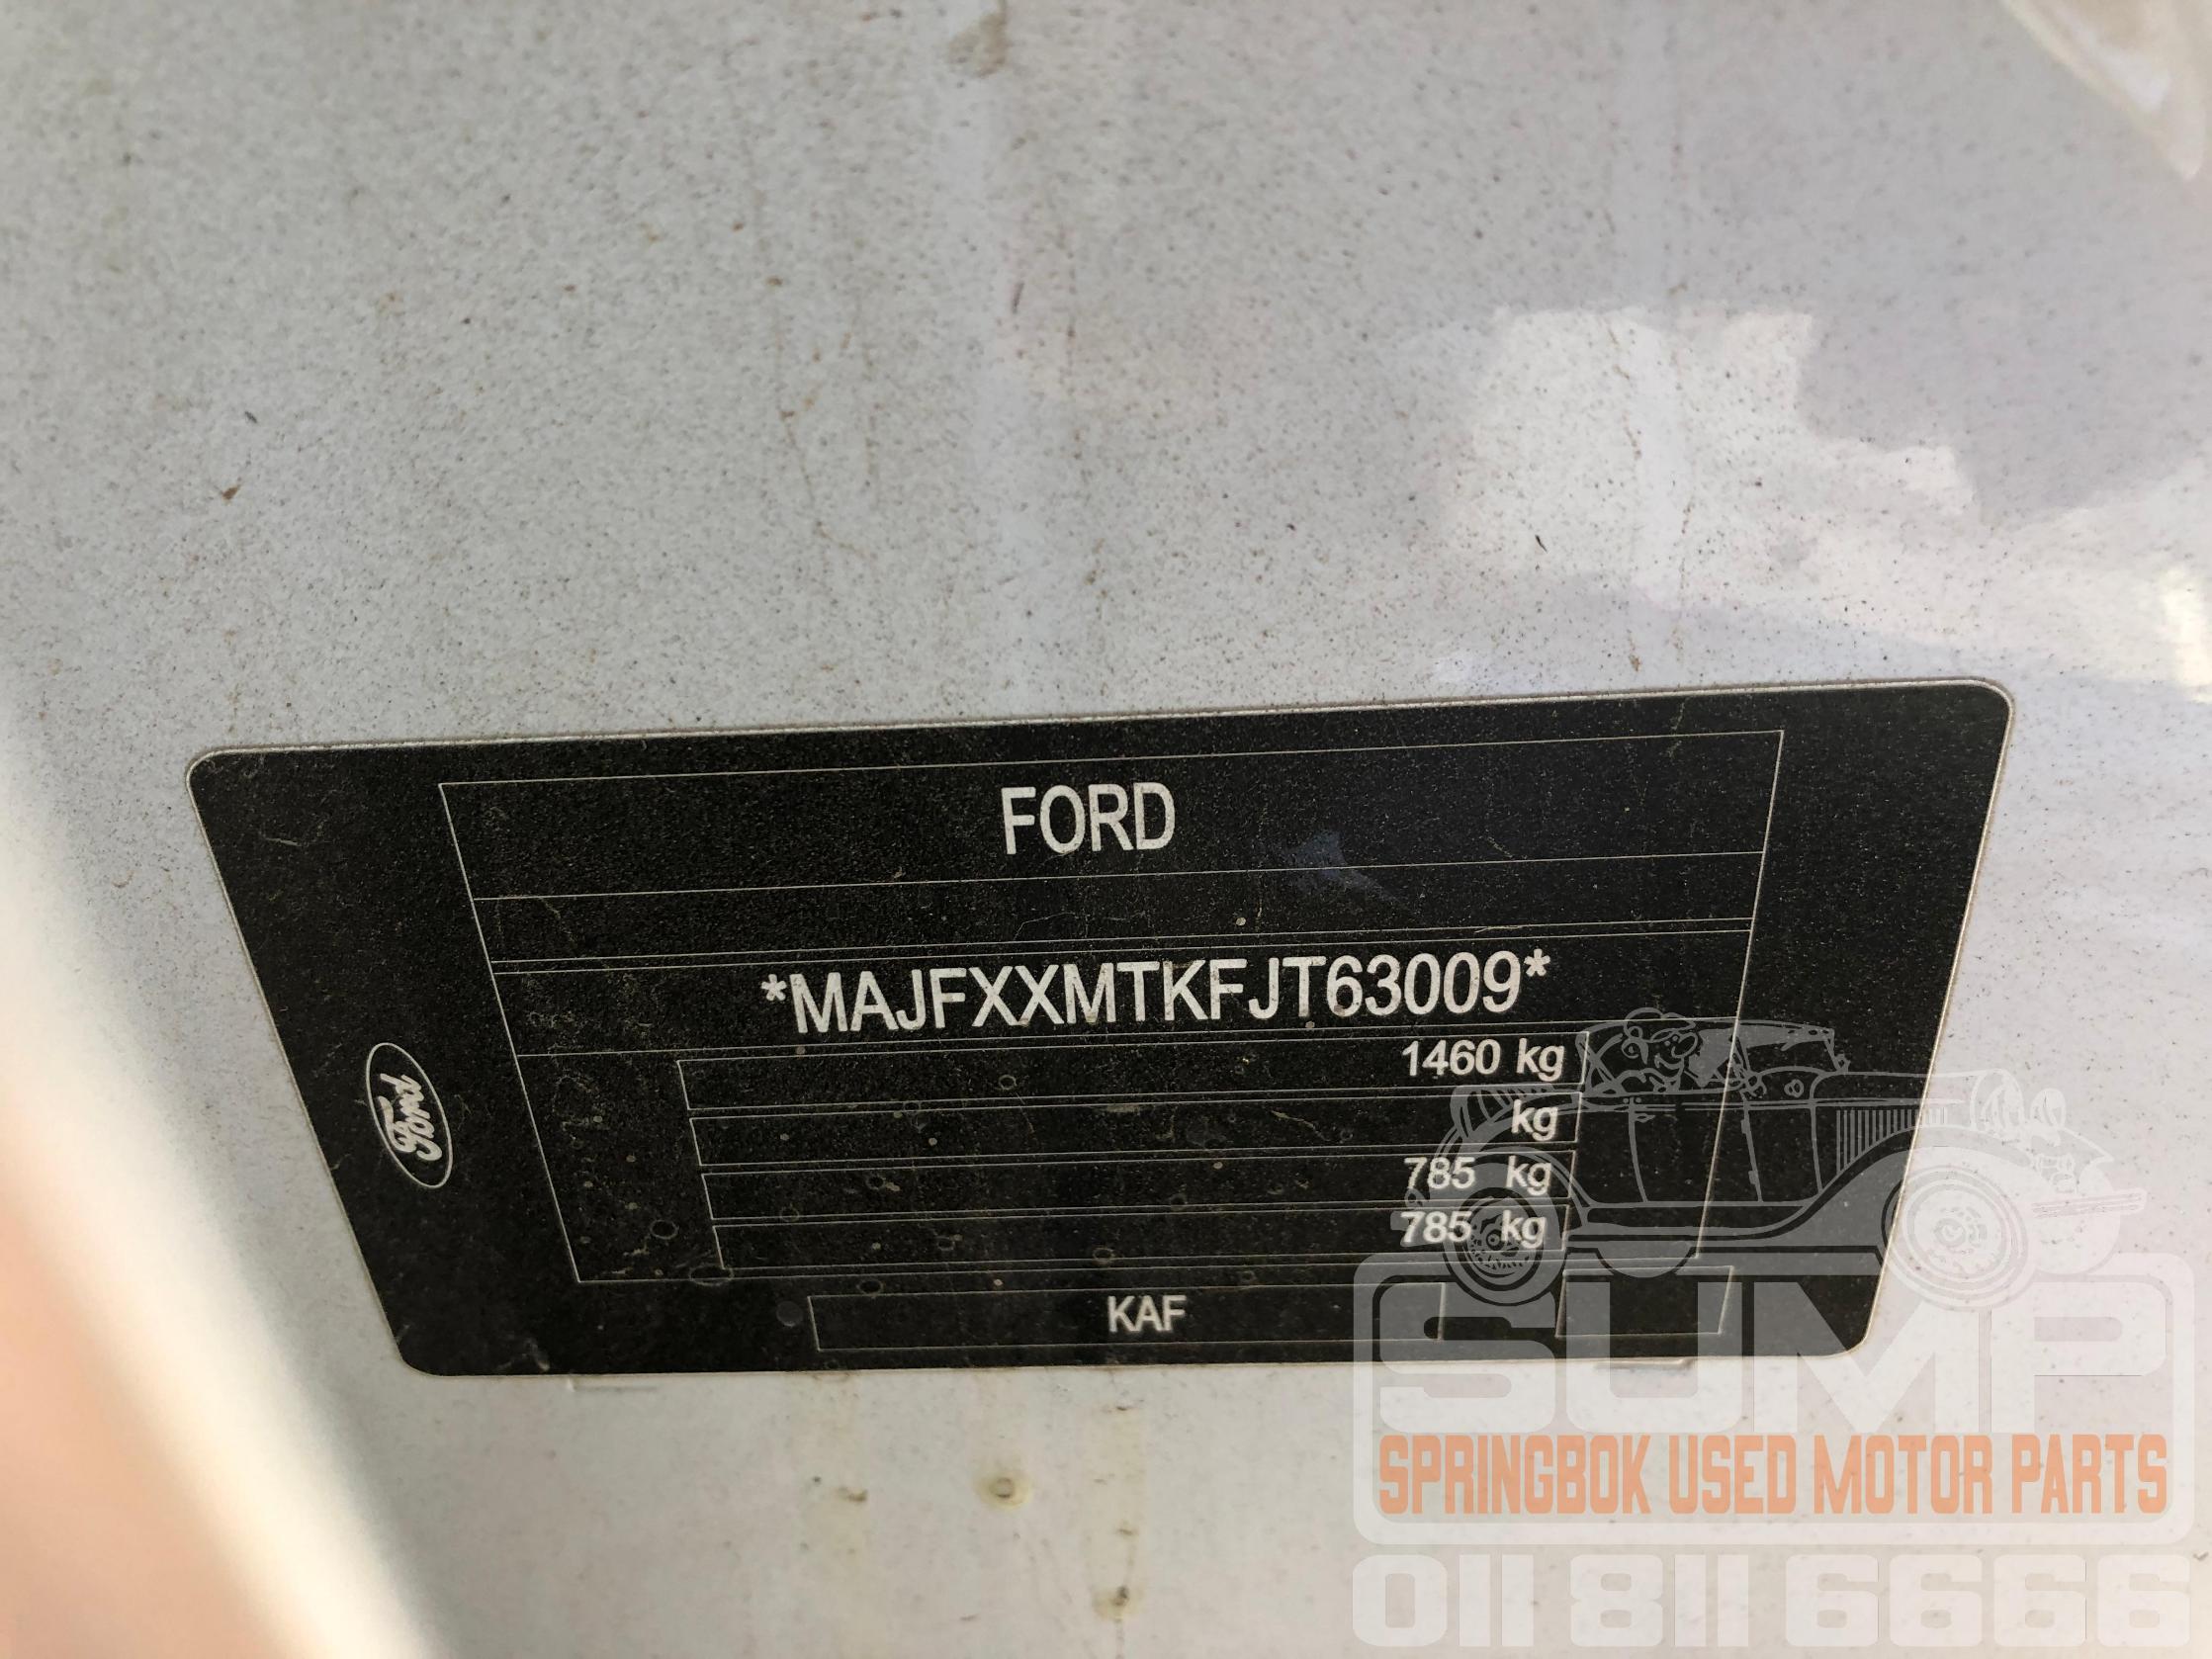 FORD
*MAJFXXMTKFJT63009*
1460 kg
kg
785 kg
785 kg
Ford
KAF
SUMP
SPRINGBOK USED MOTOR PARTS
011 811 6666